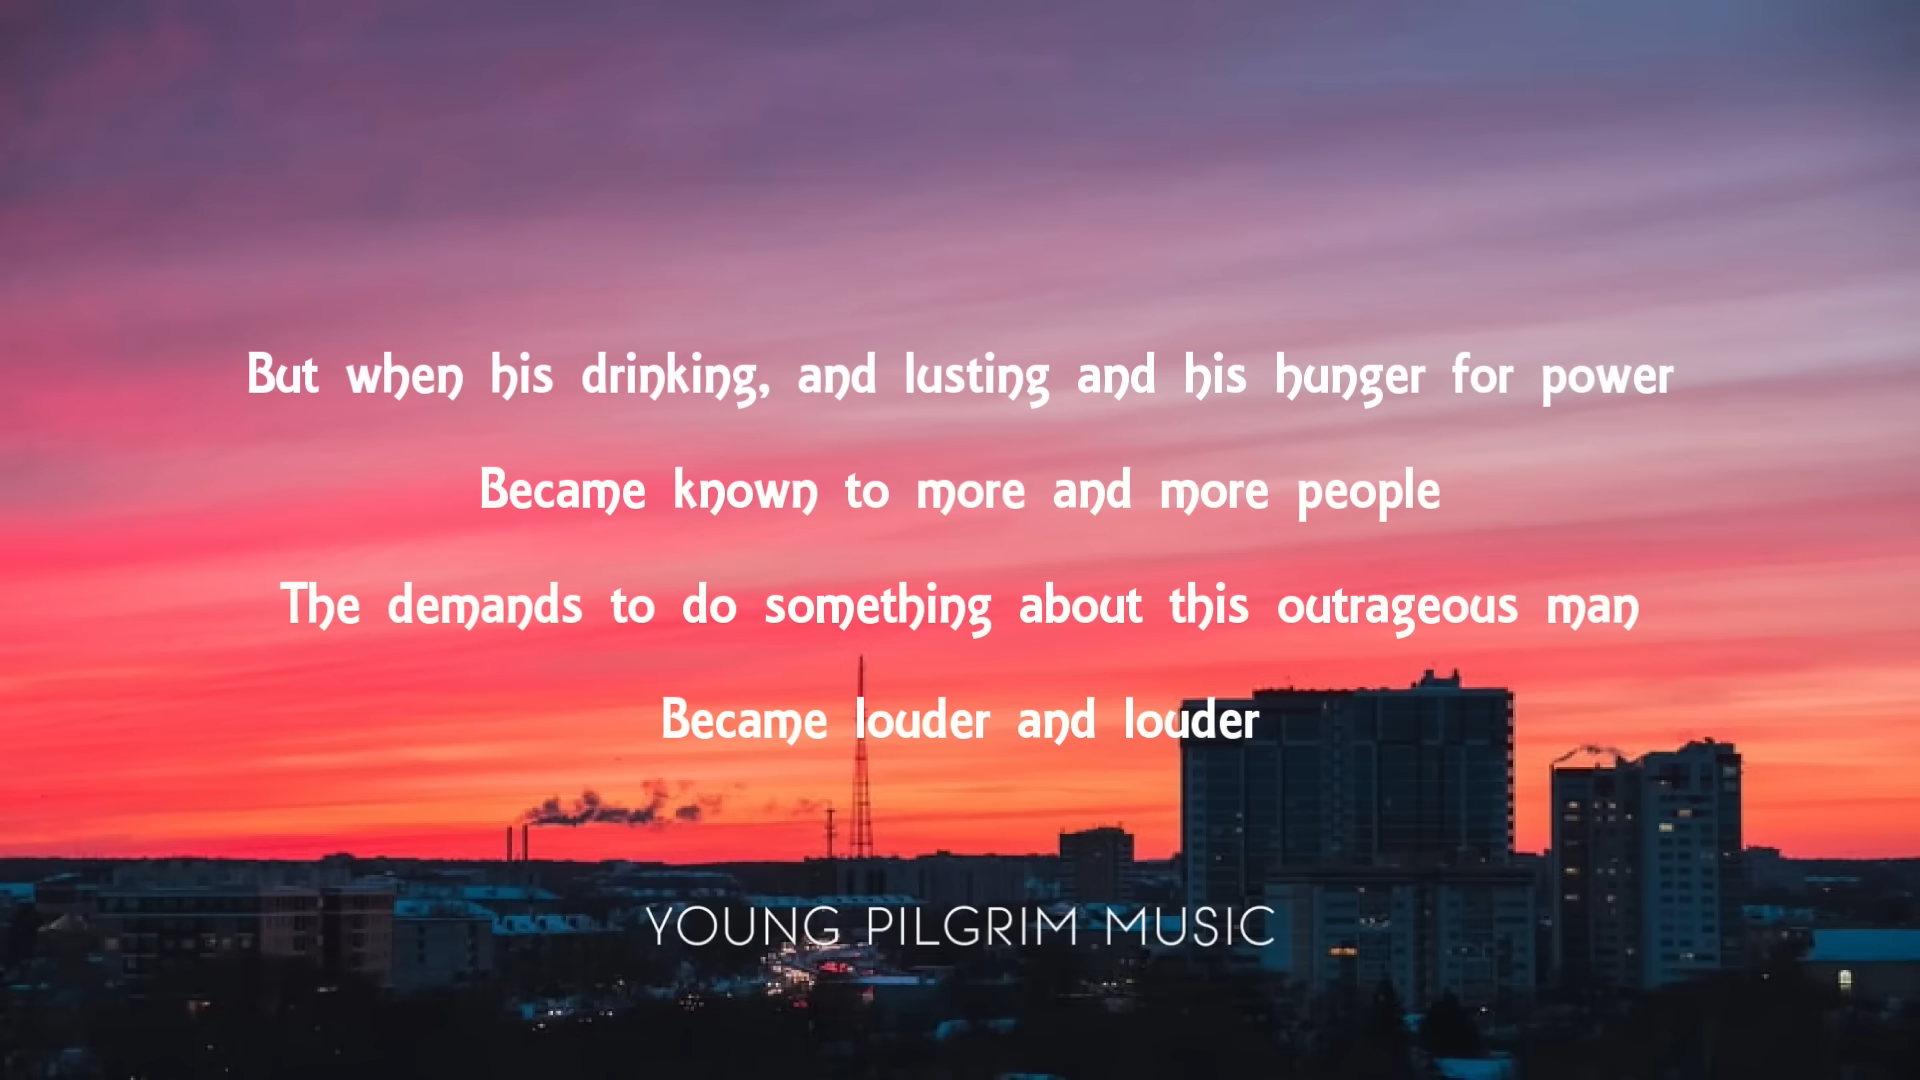 But when his drinking, and lusting and his hunger for power
Became known to more and more people
The demands to do something about this outrageous man
Became louder and louder
YOUNG PILGRIM MUSIC